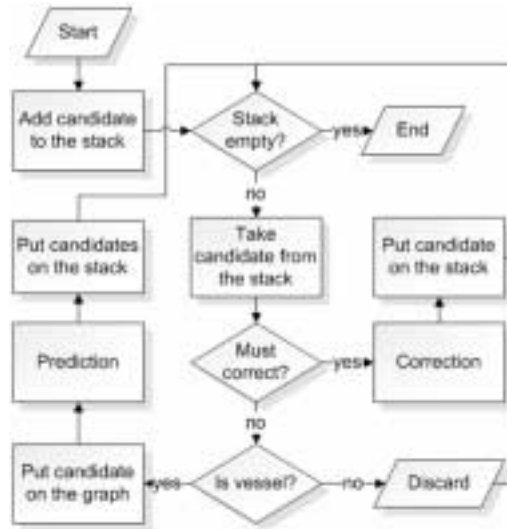 Start
Add candidate
to the stack
Stack
empty?
yes
End
no
Put candidates
on the stack
Take
candidate from
the stack
Put candidate
on the stack
Prediction
Must
correct?
yes
Correction
no
Put candidate
on the graph
yes
Is vessel?
no
Discard